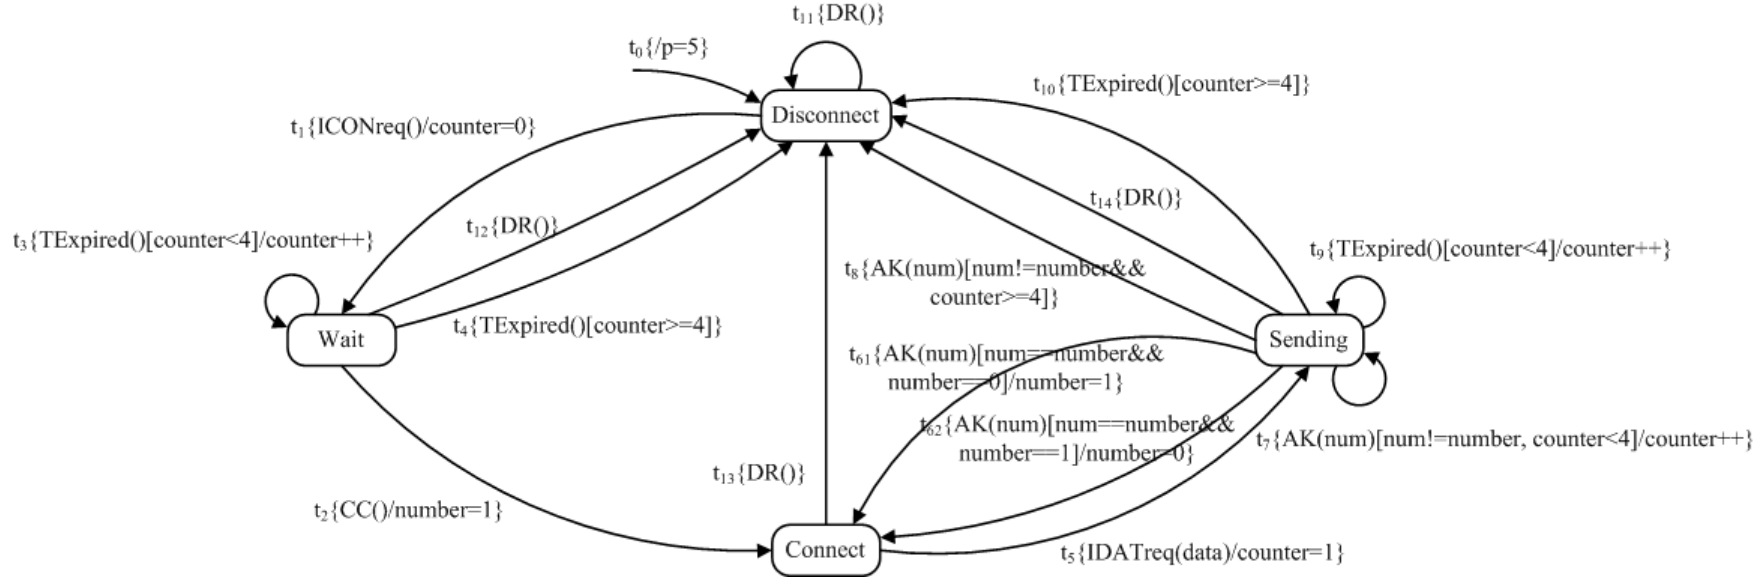 t₁₁{DR()}
t₀{/p=5}
t₁₀{TExpired()[counter>=4]}
Disconnect
t₁{ICONreq()/counter=0}
t₁₄{DR()}
t₁₂{DR()}
t₃{TExpired()[counter<4]/counter++}
t₉{TExpired()[counter<4]/counter++}
t₈{AK(num)[num!=number&&
counter>=4]}
t₄{TExpired()[counter>=4]}
Wait
Sending
t₆₁{AK(num)[num==number&&
number==0]/number=1}
t₆₂{AK(num)[num==number&&
number==1]/number=0}
t₇{AK(num)[num!=number, counter<4]/counter++}
t₁₃{DR()}
t₂{CC()/number=1}
Connect
t₅{IDATreq(data)/counter=1}